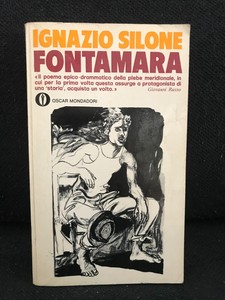 IGNAZIO SILONE
FONTAMARA
«Il poema epico-drammatico della plebe meridionale, in
cui per la prima volta questa assurge a protagonista di
una 'storia', acquista un volto.»
Giovanni Russo
OSCAR MONDADORI